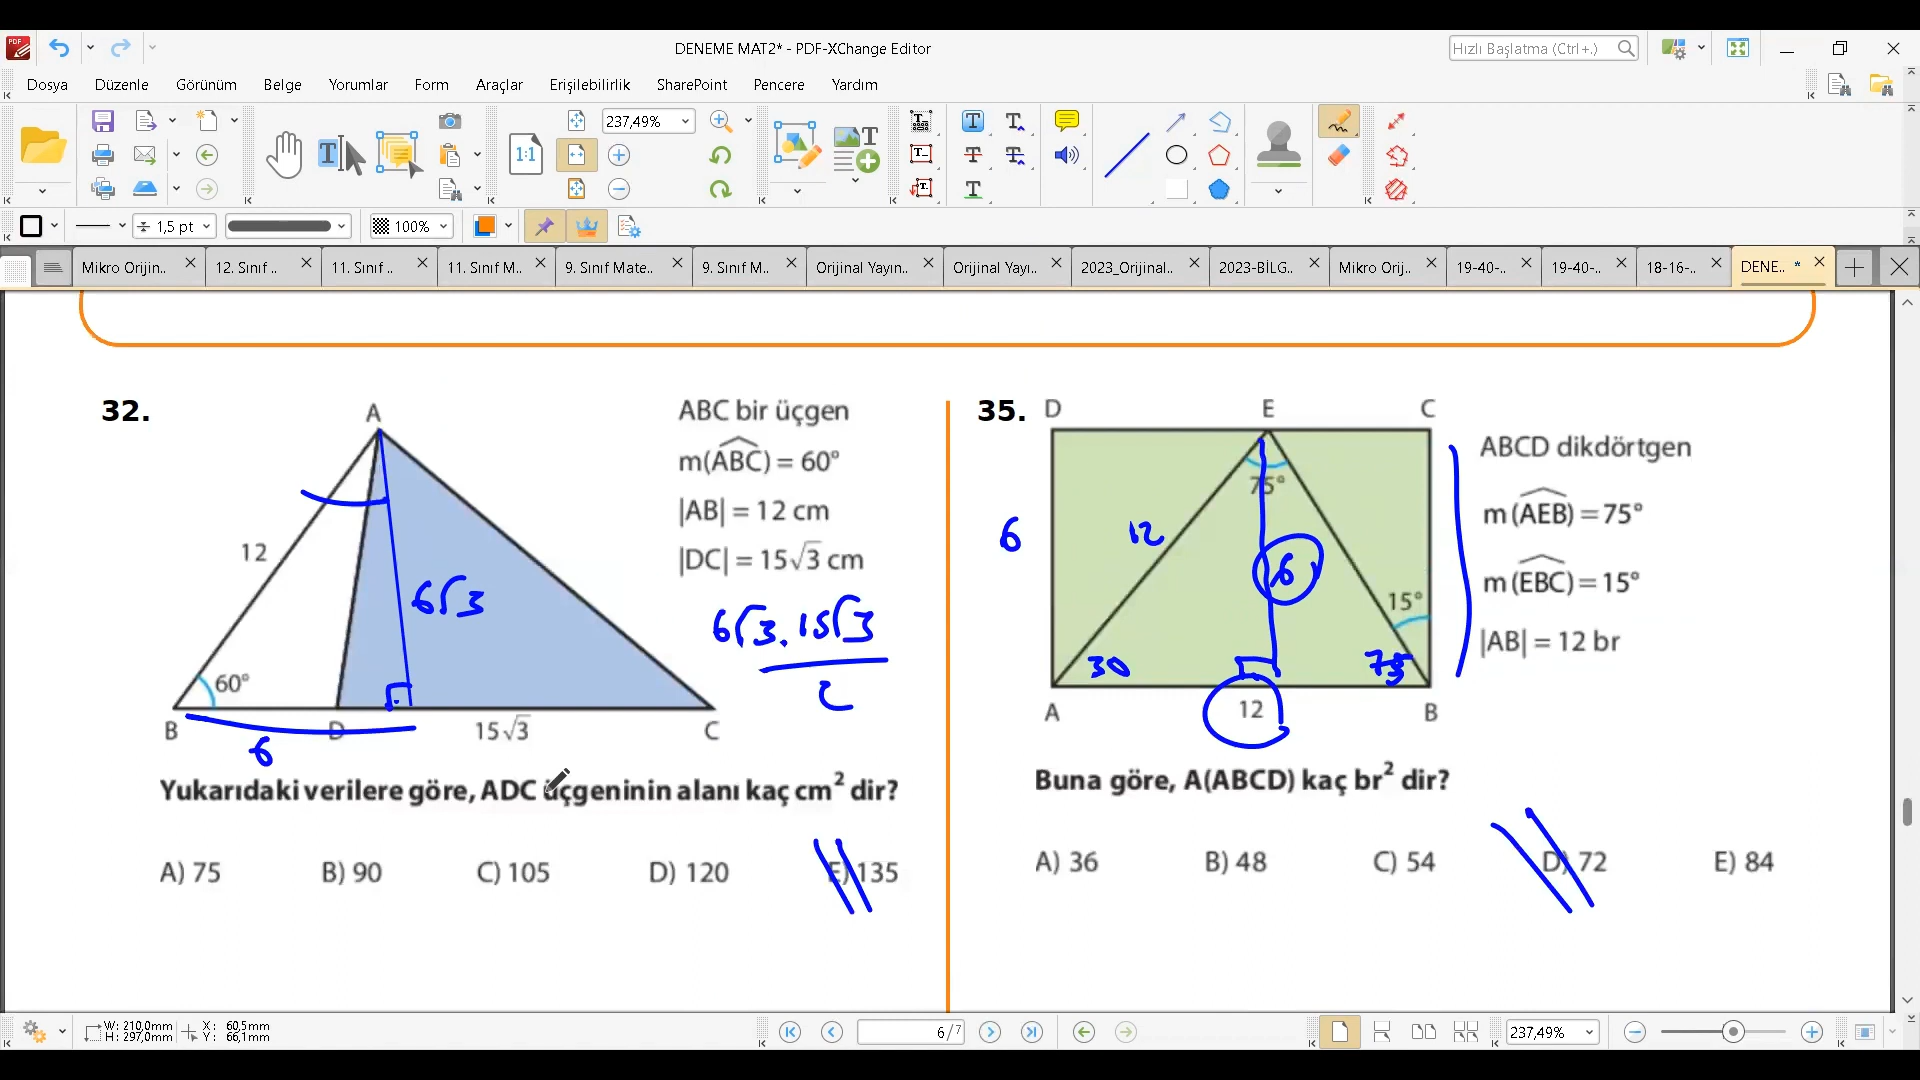 DENEME MAT2* - PDF-XChange Editor
Hızlı Başlatma (Ctrl+.)
Dosya Düzenle Görünüm Belge Yorumlar Form Araçlar Erişilebilirlik SharePoint Pencere Yardım
237,49%
1:1
1,5 pt
100%
Mikro Orijin.. 12. Sınıf .. 11. Sınıf .. 11. Sınıf M.. 9. Sınıf Mate.. 9. Sınıf M.. Orijinal Yayın.. Orijinal Yayı.. 2023_Orijinal.. 2023-BİLG.. Mikro Orij.. 19-40-.. 19-40-.. 18-16-.. DENE.. *
32.
A
12
60°
B
D
15√3
C
6√3
6
ABC bir üçgen
m(ABC) = 60°
|AB| = 12 cm
|DC| = 15√3 cm
6√3 . 15√3
2
Yukarıdaki verilere göre, ADC üçgeninin alanı kaç cm² dir?
A) 75 B) 90 C) 105 D) 120 E) 135
35.
D E C
75°
12
6
6
15°
30
75
A
12
B
ABCD dikdörtgen
m(AEB) = 75°
m(EBC) = 15°
|AB| = 12 br
Buna göre, A(ABCD) kaç br² dir?
A) 36 B) 48 C) 54 D) 72 E) 84
W: 210,0mm
H: 297,0mm
X: 60,5mm
Y: 66,1mm
6/7
237,49%